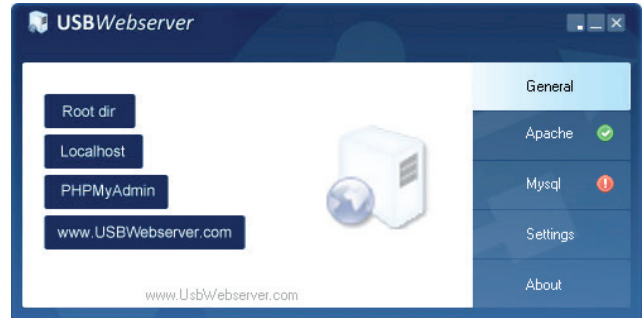 USBWebserver
General
Root dir
Apache
Localhost
PHPMyAdmin
Mysql
www.USBWebserver.com
Settings
About
www.UsbWebserver.com